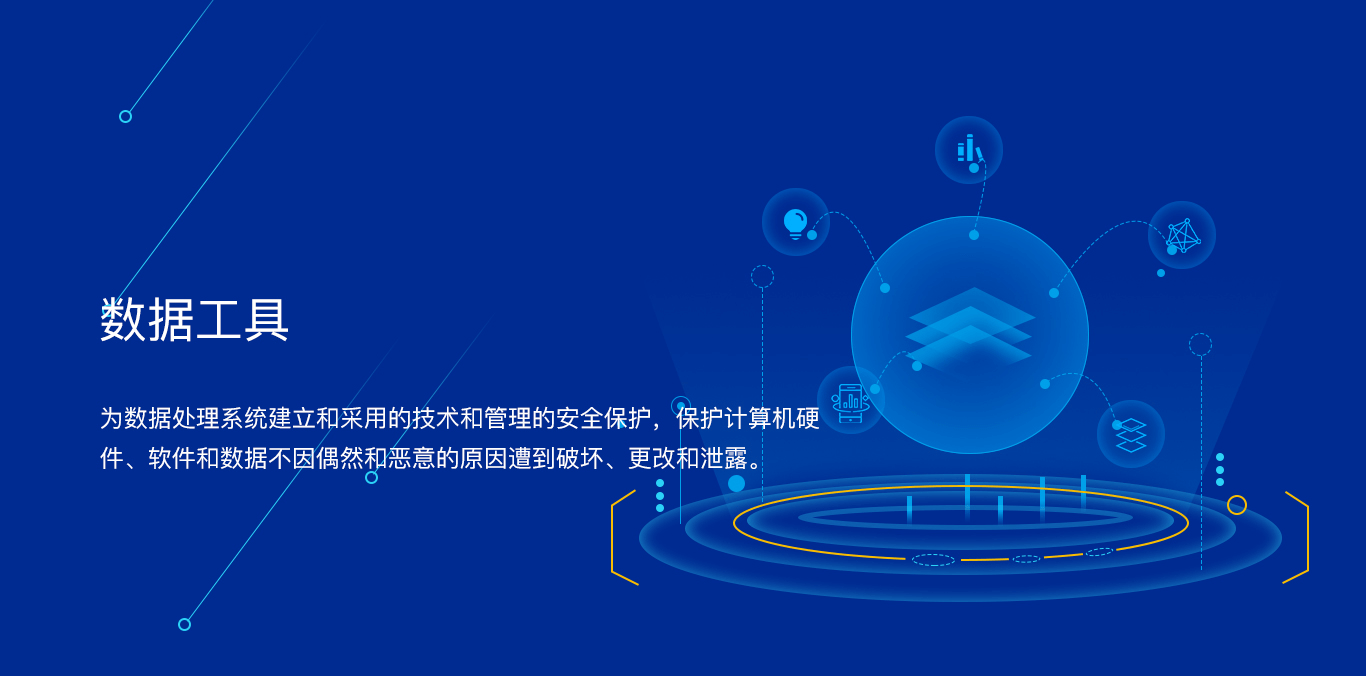 数据工具
为数据处理系统建立和采用的技术和管理的安全保护，保护计算机硬
件、软件和数据不因偶然和恶意的原因遭到破坏、更改和泄露。